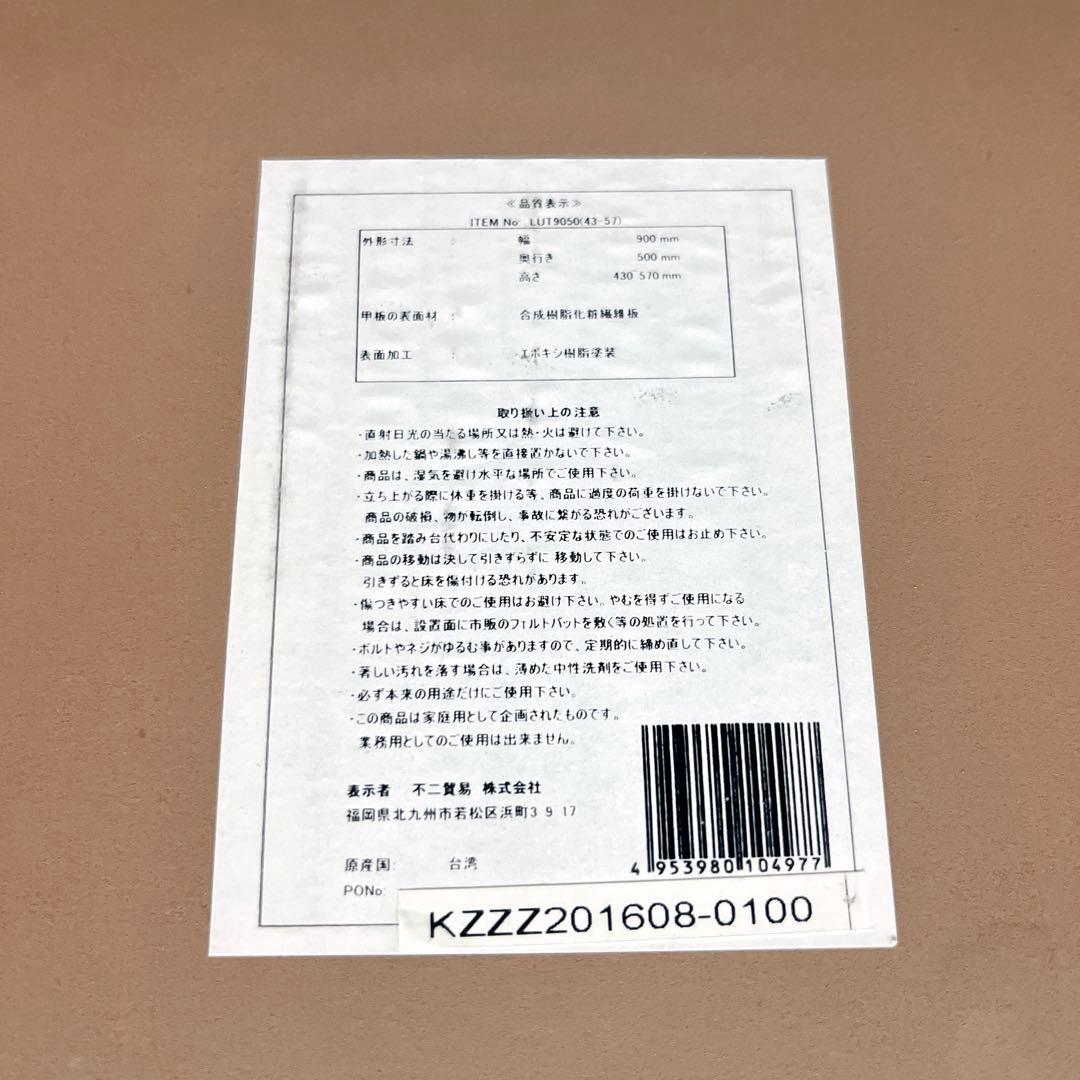 ≪品質表示≫
ITEM No: LUT9050(43-57)
外形寸法 : 幅 900 mm
奥行き 500 mm
高さ 430 570 mm
甲板の表面材 : 合成樹脂化粧繊維板
表面加工 : エポキシ樹脂塗装
取り扱い上の注意
・直射日光の当たる場所又は熱・火は避けて下さい。
・加熱した鍋や湯沸し等を直接置かないで下さい。
・商品は、湿気を避け水平な場所でご使用下さい。
・立ち上がる際に体重を掛ける等、商品に過度の荷重を掛けないで下さい。
商品の破損、物が転倒し、事故に繋がる恐れがございます。
・商品を踏み台代わりにしたり、不安定な状態でのご使用はお止め下さい。
・商品の移動は決して引きずらずに 移動して下さい。
引きずると床を傷付ける恐れがあります。
・傷つきやすい床でのご使用はお避け下さい。やむを得ずご使用になる
場合は、設置面に市販のフェルトパットを敷く等の処置を行って下さい。
・ボルトやネジがゆるむ事がありますので、定期的に締め直して下さい。
・著しい汚れを落す場合は、薄めた中性洗剤をご使用下さい。
・必ず本来の用途だけにご使用下さい。
・この商品は家庭用として企画されたものです。
業務用としてのご使用は出来ません。
表示者 不二貿易 株式会社
福岡県北九州市若松区浜町3 9 17
原産国: 台湾
4 953980 104977
PONo:
KZZZ201608-0100